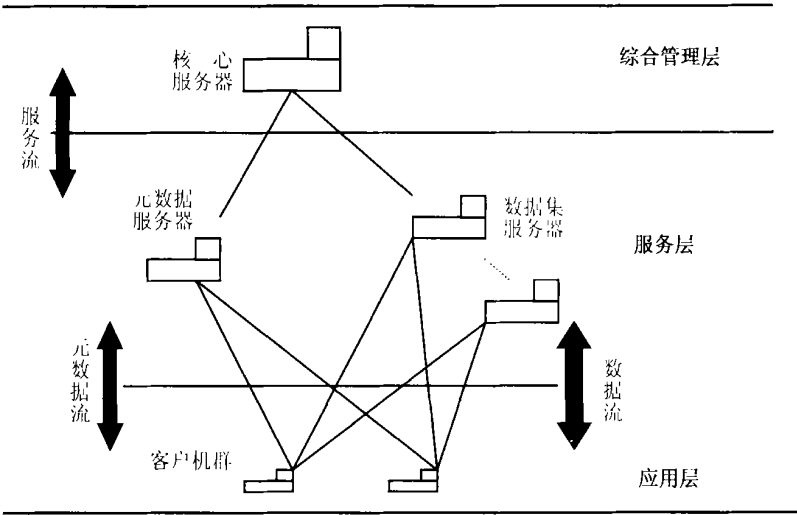 核 心
服务器
综合管理层
服务流
元数据
服务器
数据集
服务器
服务层
元数据流
数据流
客户机群
应用层